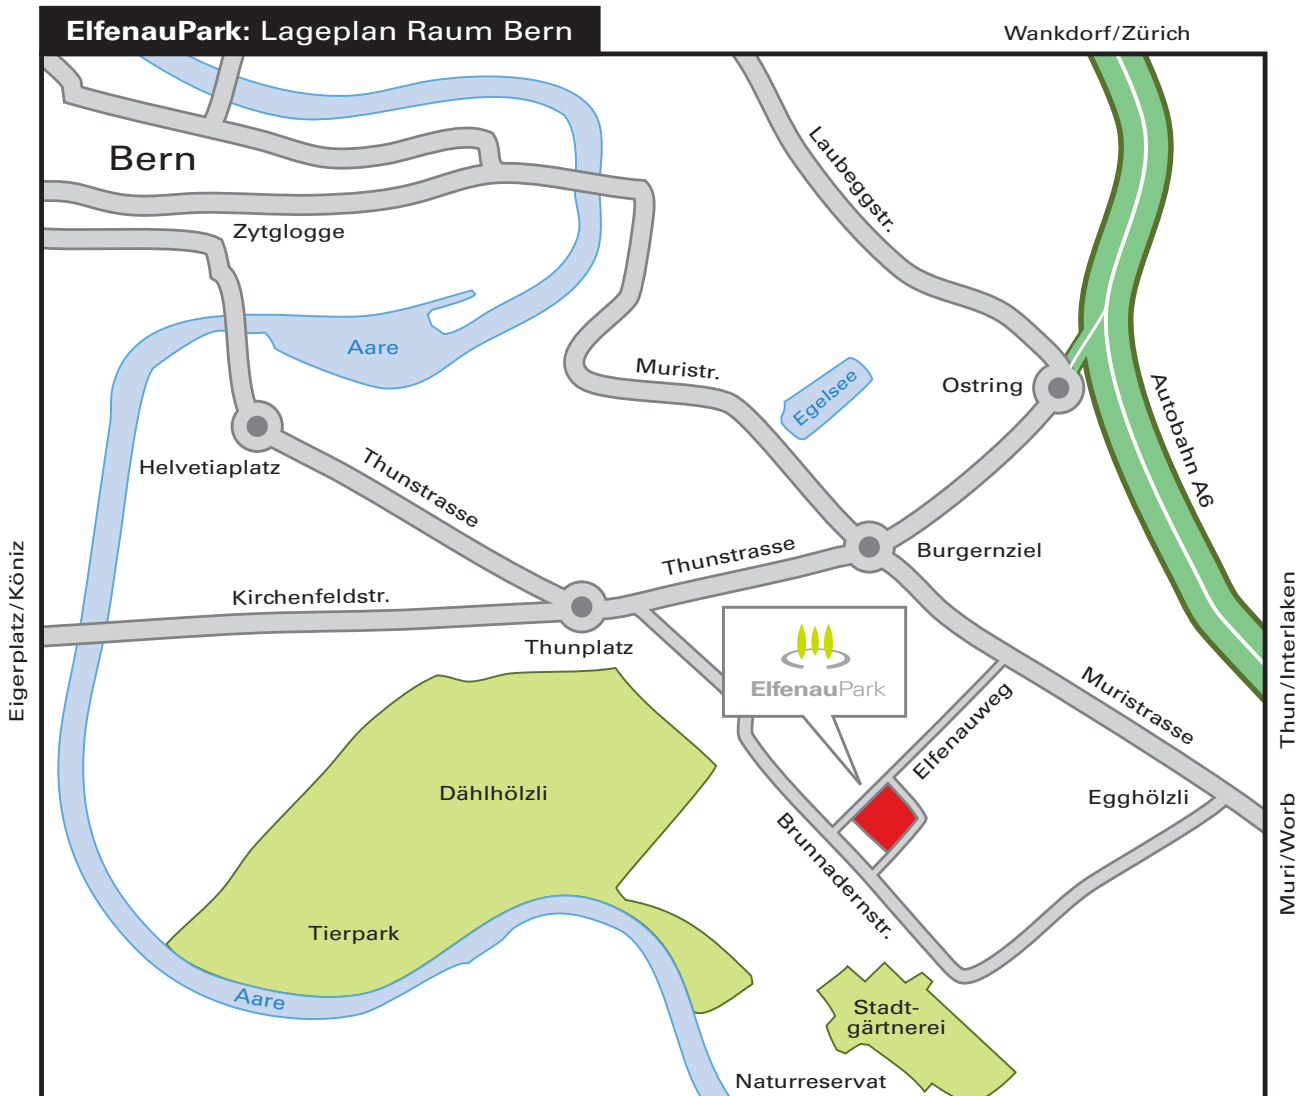 ElfenauPark: Lageplan Raum Bern
Wankdorf/Zürich
Bern
Laubeggstr.
Zytglogge
Aare
Muristr.
Egelsee
Ostring
Autobahn A6
Helvetiaplatz
Thunstrasse
Thunstrasse
Burgernziel
Eigerplatz/Köniz
Kirchenfeldstr.
Thunplatz
Thun/Interlaken
ElfenauPark
Elfenauweg
Muristrasse
Dählhölzli
Egghölzli
Muri/Worb
Brunnadernstr.
Tierpark
Aare
Stadt-
gärtnerei
Naturreservat